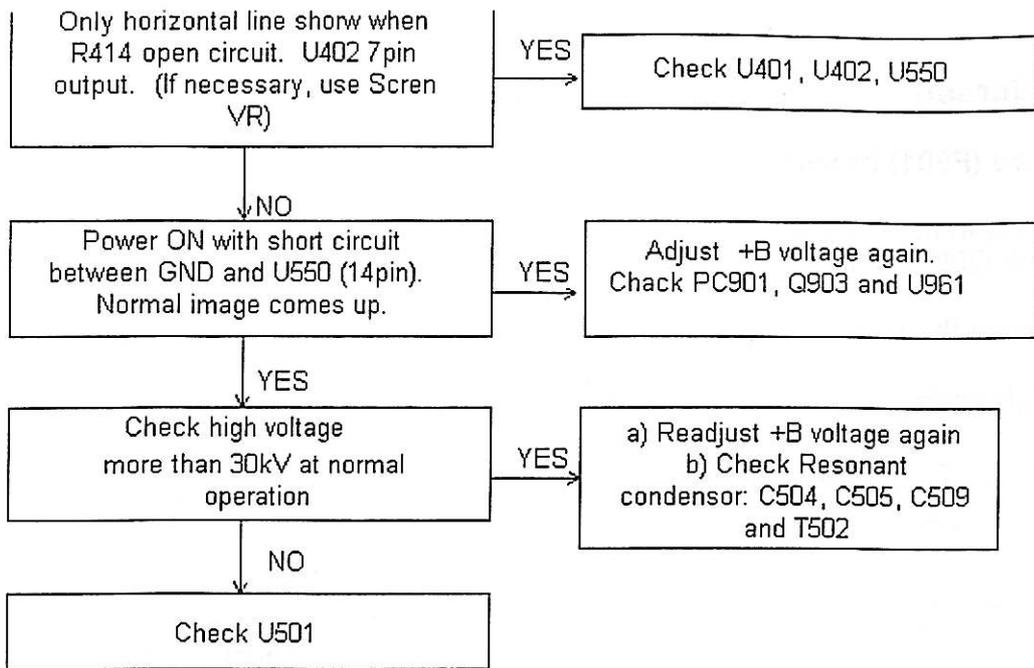 Only horizontal line shorw when
R414 open circuit. U402 7pin
output. (If necessary, use Scren
VR)
YES
Check U401, U402, U550
NO
Power ON with short circuit
between GND and U550 (14pin).
Normal image comes up.
YES
Adjust +B voltage again.
Chack PC901, Q903 and U961
YES
Check high voltage
more than 30kV at normal
operation
YES
a) Readjust +B voltage again
b) Check Resonant
condensor: C504, C505, C509
and T502
NO
Check U501